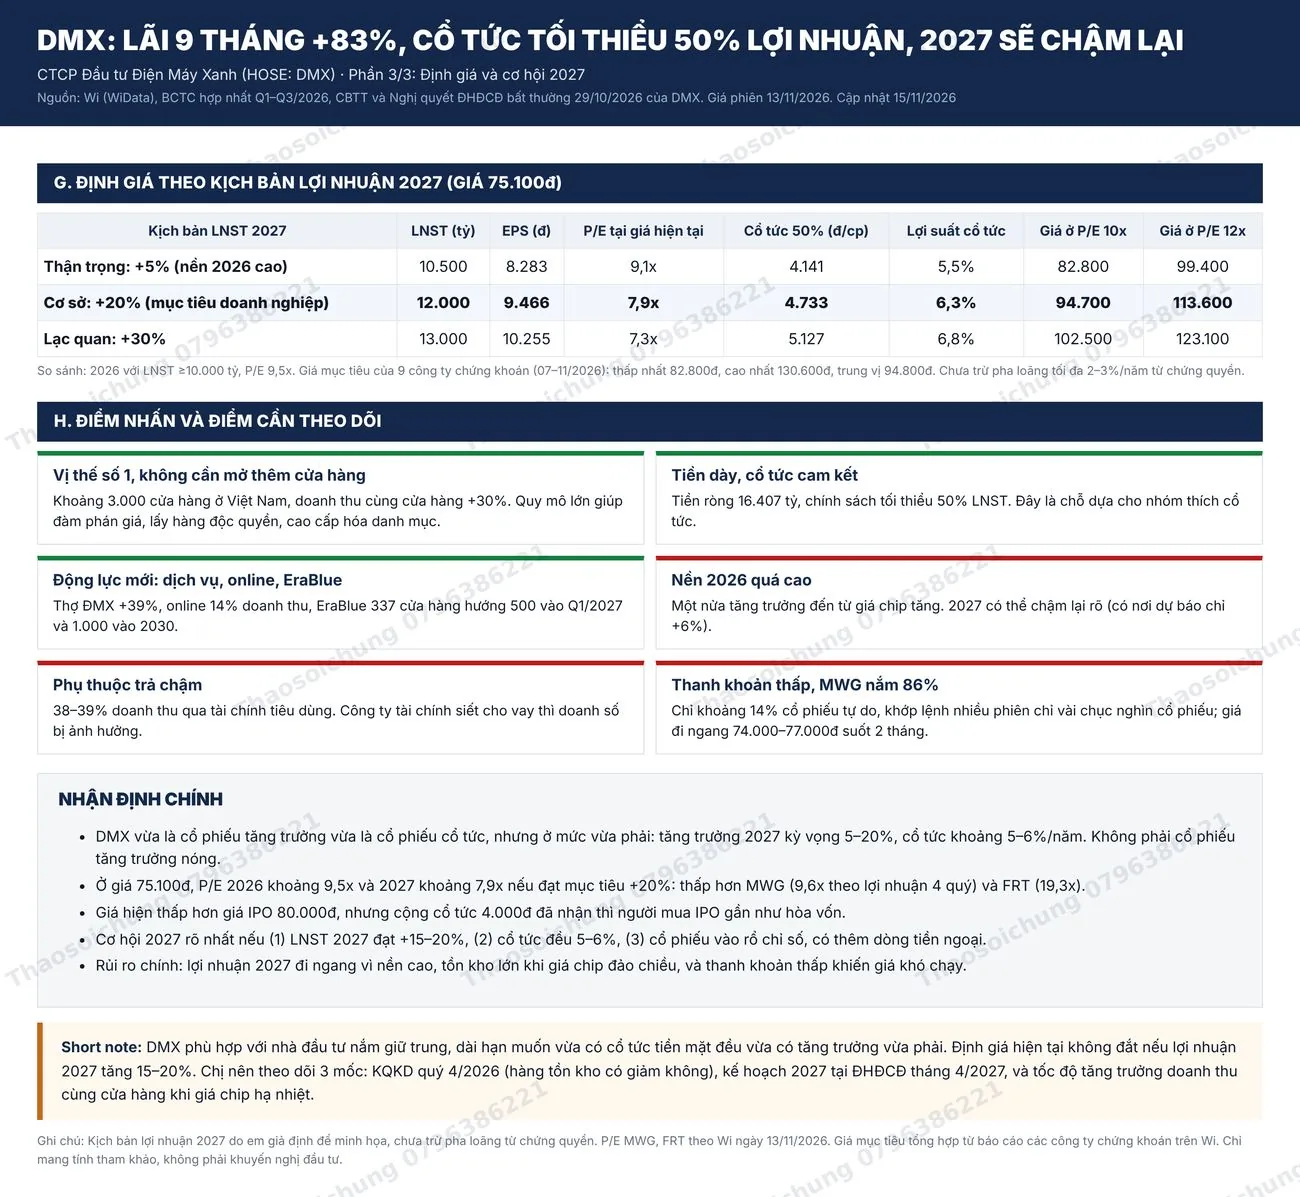 DMX: LÃI 9 THÁNG +83%, CỔ TỨC TỐI THIỂU 50% LỢI NHUẬN, 2027 SẼ CHẬM LẠI
CTCP Đầu tư Điện Máy Xanh (HOSE: DMX) · Phần 3/3: Định giá và cơ hội 2027
Nguồn: Wi (WiData), BCTC hợp nhất Q1–Q3/2026, CBTT và Nghị quyết ĐHĐCĐ bất thường 29/10/2026 của DMX. Giá phiên 13/11/2026. Cập nhật 15/11/2026
G. ĐỊNH GIÁ THEO KỊCH BẢN LỢI NHUẬN 2027 (GIÁ 75.100đ)
Kịch bản LNST 2027 LNST (tỷ) EPS (đ) P/E tại giá hiện tại Cổ tức 50% (đ/cp) Lợi suất cổ tức Giá ở P/E 10x Giá ở P/E 12x
Thận trọng: +5% (nền 2026 cao) 10.500 8.283 9,1x 4.141 5,5% 82.800 99.400
Cơ sở: +20% (mục tiêu doanh nghiệp) 12.000 9.466 7,9x 4.733 6,3% 94.700 113.600
Lạc quan: +30% 13.000 10.255 7,3x 5.127 6,8% 102.500 123.100
So sánh: 2026 với LNST ≥10.000 tỷ, P/E 9,5x. Giá mục tiêu của 9 công ty chứng khoán (07–11/2026): thấp nhất 82.800đ, cao nhất 130.600đ, trung vị 94.800đ. Chưa trừ pha loãng tối đa 2–3%/năm từ chứng quyền.
H. ĐIỂM NHẤN VÀ ĐIỂM CẦN THEO DÕI
Vị thế số 1, không cần mở thêm cửa hàng
Khoảng 3.000 cửa hàng ở Việt Nam, doanh thu cùng cửa hàng +30%. Quy mô lớn giúp
đàm phán giá, lấy hàng độc quyền, cao cấp hóa danh mục.
Tiền dày, cổ tức cam kết
Tiền ròng 16.407 tỷ, chính sách tối thiểu 50% LNST. Đây là chỗ dựa cho nhóm thích cổ
tức.
Động lực mới: dịch vụ, online, EraBlue
Thợ ĐMX +39%, online 14% doanh thu, EraBlue 337 cửa hàng hướng 500 vào Q1/2027
và 1.000 vào 2030.
Nền 2026 quá cao
Một nửa tăng trưởng đến từ giá chip tăng. 2027 có thể chậm lại rõ (có nơi dự báo chỉ
+6%).
Phụ thuộc trả chậm
38–39% doanh thu qua tài chính tiêu dùng. Công ty tài chính siết cho vay thì doanh số
bị ảnh hưởng.
Thanh khoản thấp, MWG nắm 86%
Chỉ khoảng 14% cổ phiếu tự do, khớp lệnh nhiều phiên chỉ vài chục nghìn cổ phiếu; giá
đi ngang 74.000–77.000đ suốt 2 tháng.
NHẬN ĐỊNH CHÍNH
• DMX vừa là cổ phiếu tăng trưởng vừa là cổ phiếu cổ tức, nhưng ở mức vừa phải: tăng trưởng 2027 kỳ vọng 5–20%, cổ tức khoảng 5–6%/năm. Không phải cổ phiếu
tăng trưởng nóng.
• Ở giá 75.100đ, P/E 2026 khoảng 9,5x và 2027 khoảng 7,9x nếu đạt mục tiêu +20%: thấp hơn MWG (9,6x theo lợi nhuận 4 quý) và FRT (19,3x).
• Giá hiện thấp hơn giá IPO 80.000đ, nhưng cộng cổ tức 4.000đ đã nhận thì người mua IPO gần như hòa vốn.
• Cơ hội 2027 rõ nhất nếu (1) LNST 2027 đạt +15–20%, (2) cổ tức đều 5–6%, (3) cổ phiếu vào rổ chỉ số, có thêm dòng tiền ngoại.
• Rủi ro chính: lợi nhuận 2027 đi ngang vì nền cao, tồn kho lớn khi giá chip đảo chiều, và thanh khoản thấp khiến giá khó chạy.
Short note: DMX phù hợp với nhà đầu tư nắm giữ trung, dài hạn muốn vừa có cổ tức tiền mặt đều vừa có tăng trưởng vừa phải. Định giá hiện tại không đắt nếu lợi nhuận
2027 tăng 15–20%. Chị nên theo dõi 3 mốc: KQKD quý 4/2026 (hàng tồn kho có giảm không), kế hoạch 2027 tại ĐHĐCĐ tháng 4/2027, và tốc độ tăng trưởng doanh thu
cùng cửa hàng khi giá chip hạ nhiệt.
Ghi chú: Kịch bản lợi nhuận 2027 do em giả định để minh họa, chưa trừ pha loãng từ chứng quyền. P/E MWG, FRT theo Wi ngày 13/11/2026. Giá mục tiêu tổng hợp từ báo cáo các công ty chứng khoán trên Wi. Chỉ
mang tính tham khảo, không phải khuyến nghị đầu tư.
Thaosoichung 0796386221